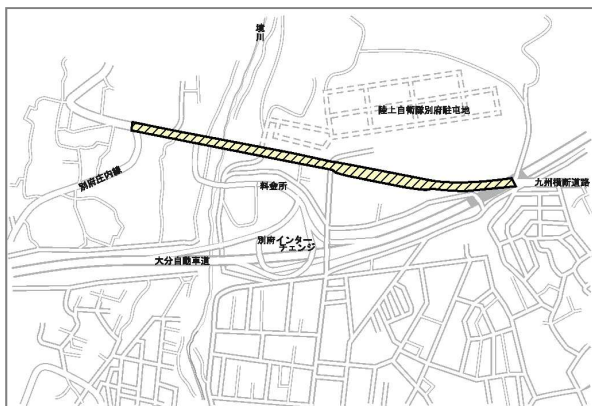 境川
陸上自衛隊別府駐屯地
別府庄内線
料金所
九州横断道路
別府インター
チェンジ
大分自動車道